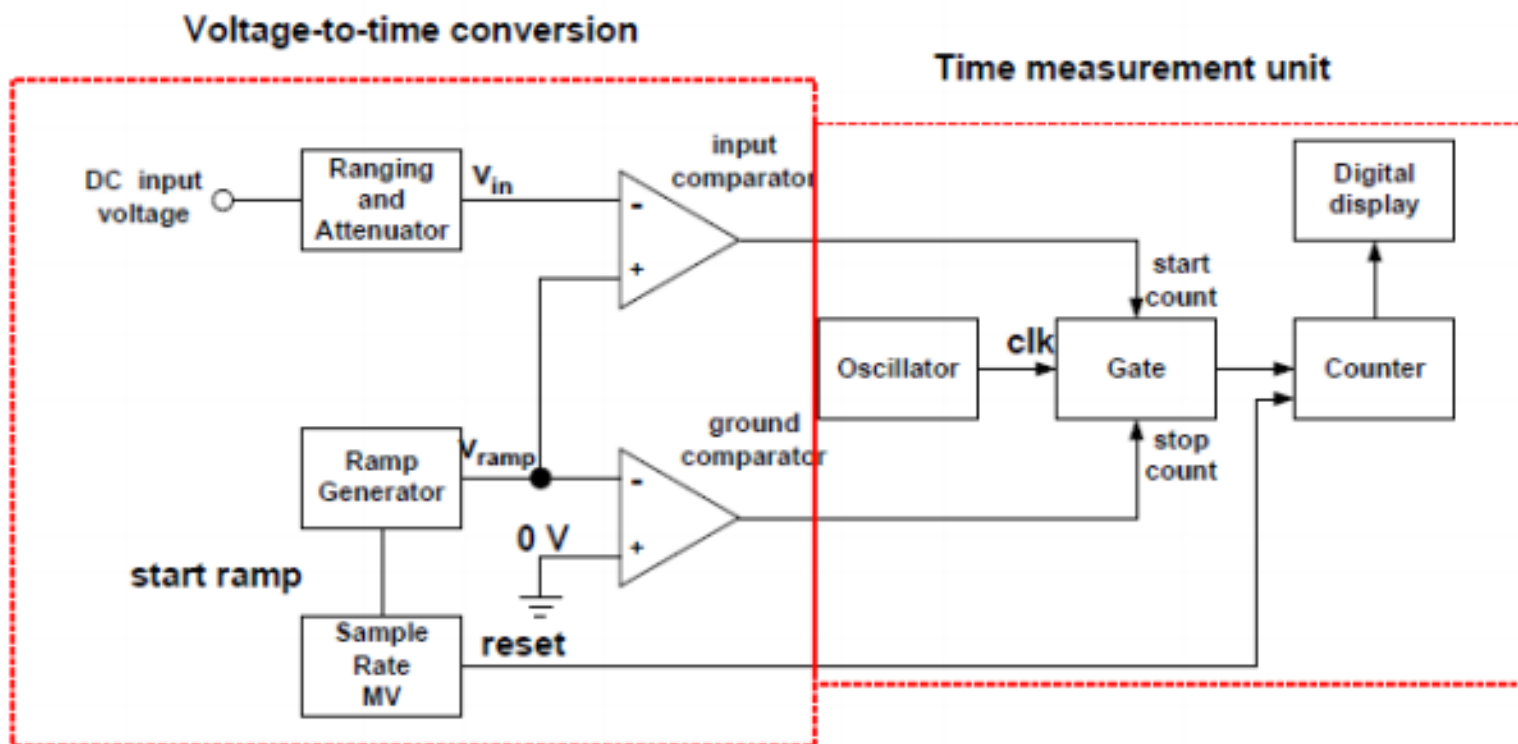 Voltage-to-time conversion
Time measurement unit
DC input
voltage
Ranging
and
Attenuator
Vin
-
+
input
comparator
start
count
Digital
display
Oscillator
clk
Gate
Counter
Ramp
Generator
Vramp
-
+
0 V
ground
comparator
stop
count
start ramp
Sample
Rate
MV
reset